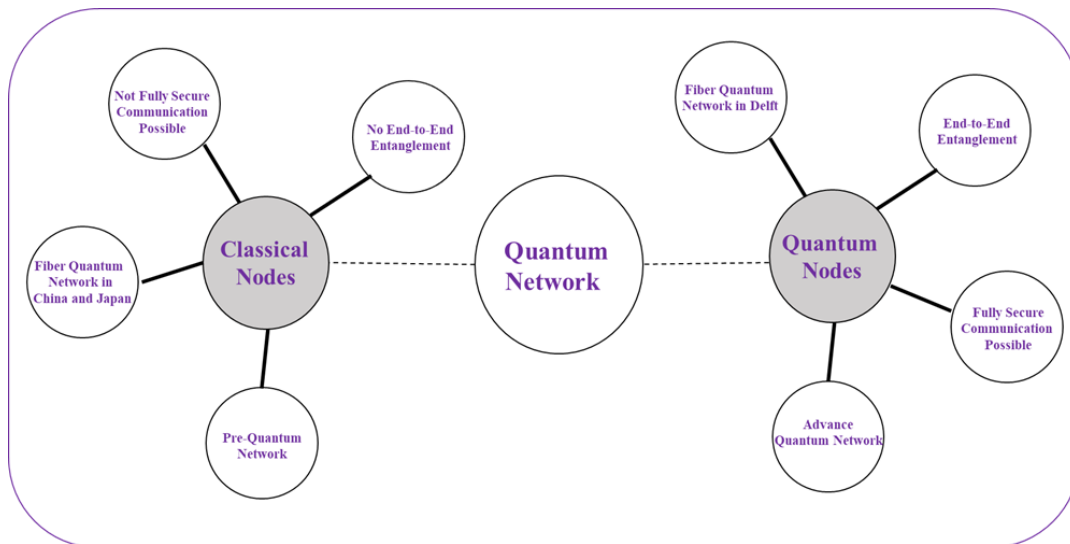 Not Fully Secure
Communication
Possible
No End-to-End
Entanglement
Classical
Nodes
Fiber Quantum
Network in
China and Japan
Pre-Quantum
Network
Quantum
Network
Fiber Quantum
Network in Delft
End-to-End
Entanglement
Quantum
Nodes
Fully Secure
Communication
Possible
Advance
Quantum Network